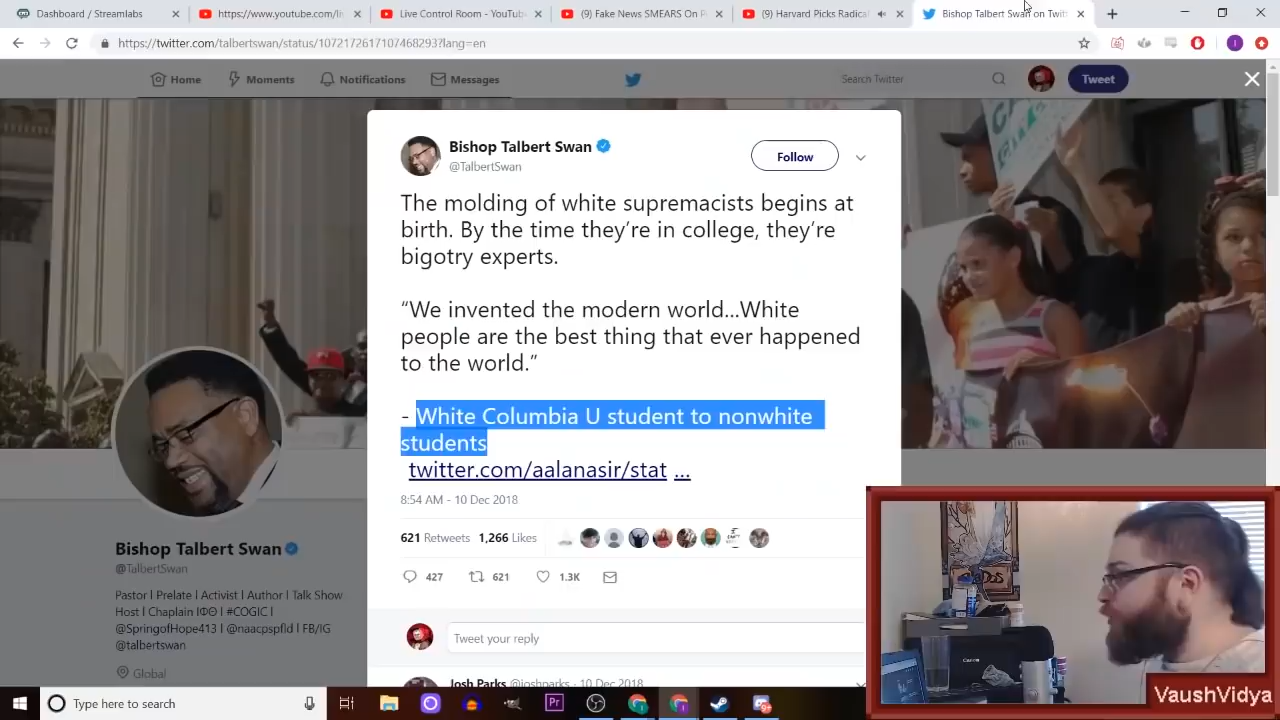 Dashboard / Streamlabs
https://www.youtube.com/liv
Live Control Room - YouTube
(9) Fake News SMEARS On P
(9) Harvard Picks Radical
Bishop Talbert Swan on Twitt
https://twitter.com/talbertswan/status/1072172617107468293?lang=en
Home
Moments
Notifications
Messages
Search Twitter
Tweet
Bishop Talbert Swan
@TalbertSwan
Follow
The molding of white supremacists begins at
birth. By the time they’re in college, they’re
bigotry experts.
“We invented the modern world...White
people are the best thing that ever happened
to the world.”
- White Columbia U student to nonwhite
students
twitter.com/aalanasir/stat ...
8:54 AM - 10 Dec 2018
621 Retweets 1,266 Likes
427 621 1.3K
Tweet your reply
Josh Parks @joshparks · 10 Dec 2018
Bishop Talbert Swan
@TalbertSwan
Pastor I Prelate I Activist I Author I Talk Show
Host I Chaplain ΙΦΘ I #COGIC I
@SpringofHope413 I @naacpspfld I FB/IG
@talbertswan
Global
Canon
VaushVidya
Type here to search
Pr